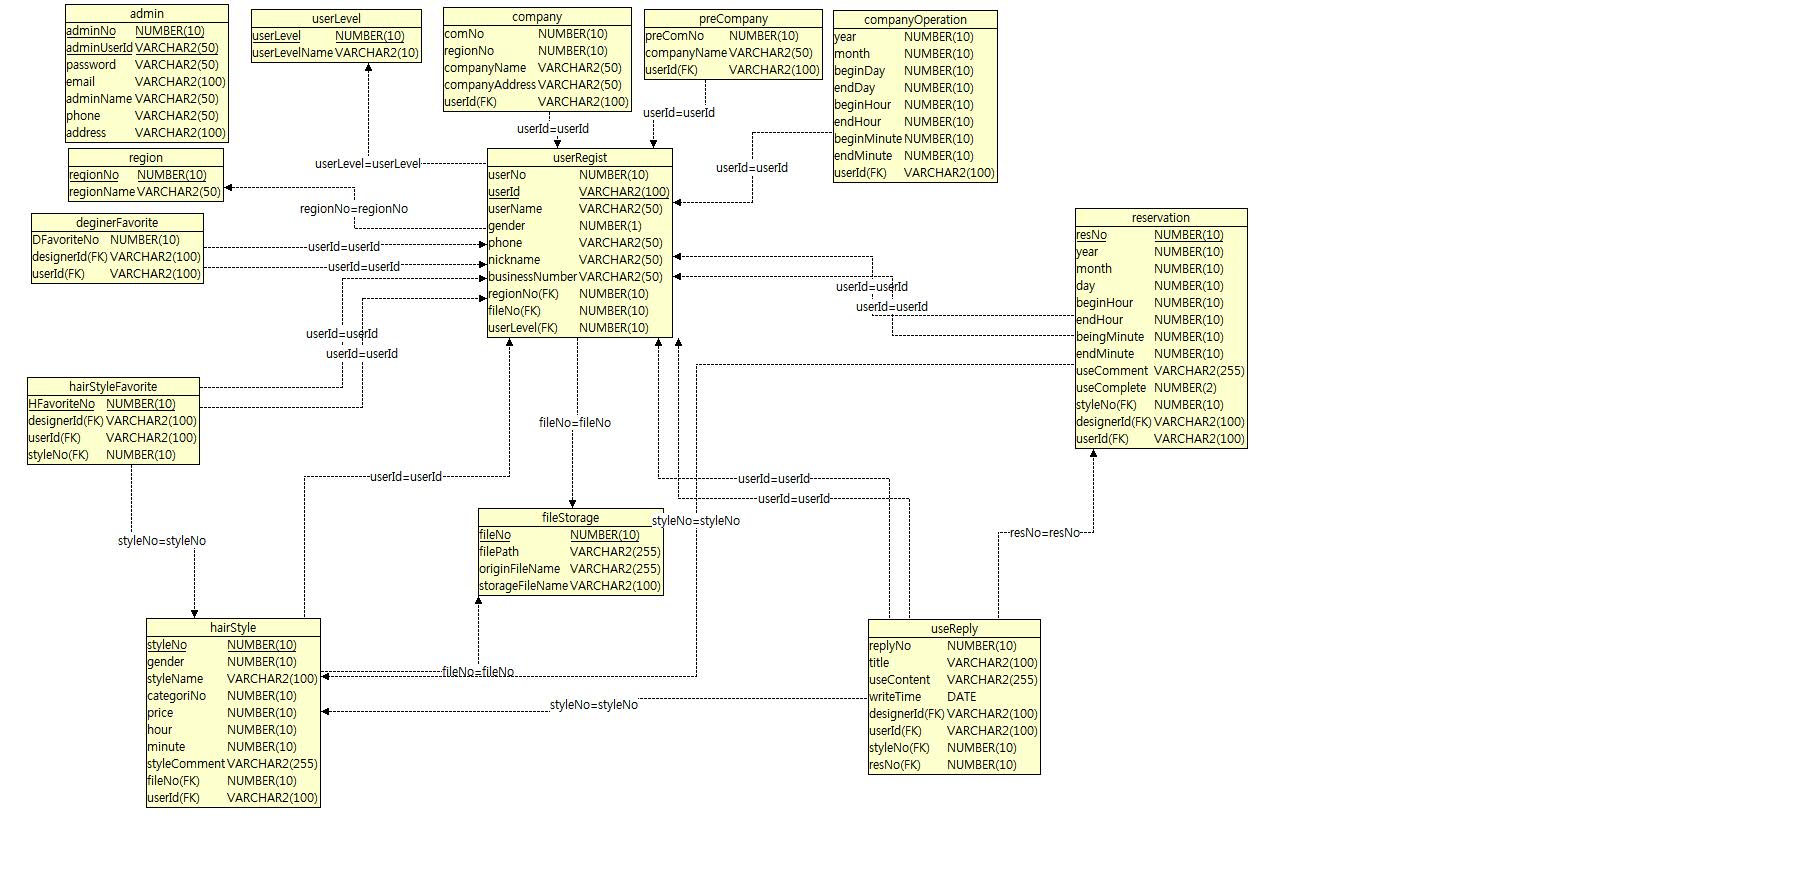 admin
adminNo NUMBER(10)
adminUserId VARCHAR2(50)
password VARCHAR2(50)
email VARCHAR2(100)
adminName VARCHAR2(50)
phone VARCHAR2(50)
address VARCHAR2(100)
userLevel
userLevel NUMBER(10)
userLevelName VARCHAR2(10)
company
comNo NUMBER(10)
regionNo NUMBER(10)
companyName VARCHAR2(50)
companyAddress VARCHAR2(50)
userId(FK) VARCHAR2(100)
preCompany
preComNo NUMBER(10)
companyName VARCHAR2(50)
userId(FK) VARCHAR2(100)
companyOperation
year NUMBER(10)
month NUMBER(10)
beginDay NUMBER(10)
endDay NUMBER(10)
beginHour NUMBER(10)
endHour NUMBER(10)
beginMinute NUMBER(10)
endMinute NUMBER(10)
userId(FK) VARCHAR2(100)
userId=userId
userId=userId
userLevel=userLevel
userId=userId
region
regionNo NUMBER(10)
regionName VARCHAR2(50)
regionNo=regionNo
userRegist
userNo NUMBER(10)
userId VARCHAR2(100)
userName VARCHAR2(50)
gender NUMBER(1)
phone VARCHAR2(50)
nickname VARCHAR2(50)
businessNumber VARCHAR2(50)
regionNo(FK) NUMBER(10)
fileNo(FK) NUMBER(10)
userLevel(FK) NUMBER(10)
deginerFavorite
DFavoriteNo NUMBER(10)
designerId(FK) VARCHAR2(100)
userId(FK) VARCHAR2(100)
userId=userId
userId=userId
reservation
resNo NUMBER(10)
year NUMBER(10)
month NUMBER(10)
day NUMBER(10)
beginHour NUMBER(10)
endHour NUMBER(10)
beingMinute NUMBER(10)
endMinute NUMBER(10)
useComment VARCHAR2(255)
useComplete NUMBER(2)
styleNo(FK) NUMBER(10)
designerId(FK) VARCHAR2(100)
userId(FK) VARCHAR2(100)
userId=userId
userId=userId
userId=userId
userId=userId
hairStyleFavorite
HFavoriteNo NUMBER(10)
designerId(FK) VARCHAR2(100)
userId(FK) VARCHAR2(100)
styleNo(FK) NUMBER(10)
fileNo=fileNo
userId=userId
userId=userId
userId=userId
styleNo=styleNo
fileStorage
fileNo NUMBER(10)
filePath VARCHAR2(255)
originFileName VARCHAR2(255)
storageFileName VARCHAR2(100)
styleNo=styleNo
resNo=resNo
hairStyle
styleNo NUMBER(10)
gender NUMBER(10)
styleName VARCHAR2(100)
categoriNo NUMBER(10)
price NUMBER(10)
hour NUMBER(10)
minute NUMBER(10)
styleComment VARCHAR2(255)
fileNo(FK) NUMBER(10)
userId(FK) VARCHAR2(100)
fileNo=fileNo
styleNo=styleNo
useReply
replyNo NUMBER(10)
title VARCHAR2(100)
useContent VARCHAR2(255)
writeTime DATE
designerId(FK) VARCHAR2(100)
userId(FK) VARCHAR2(100)
styleNo(FK) NUMBER(10)
resNo(FK) NUMBER(10)